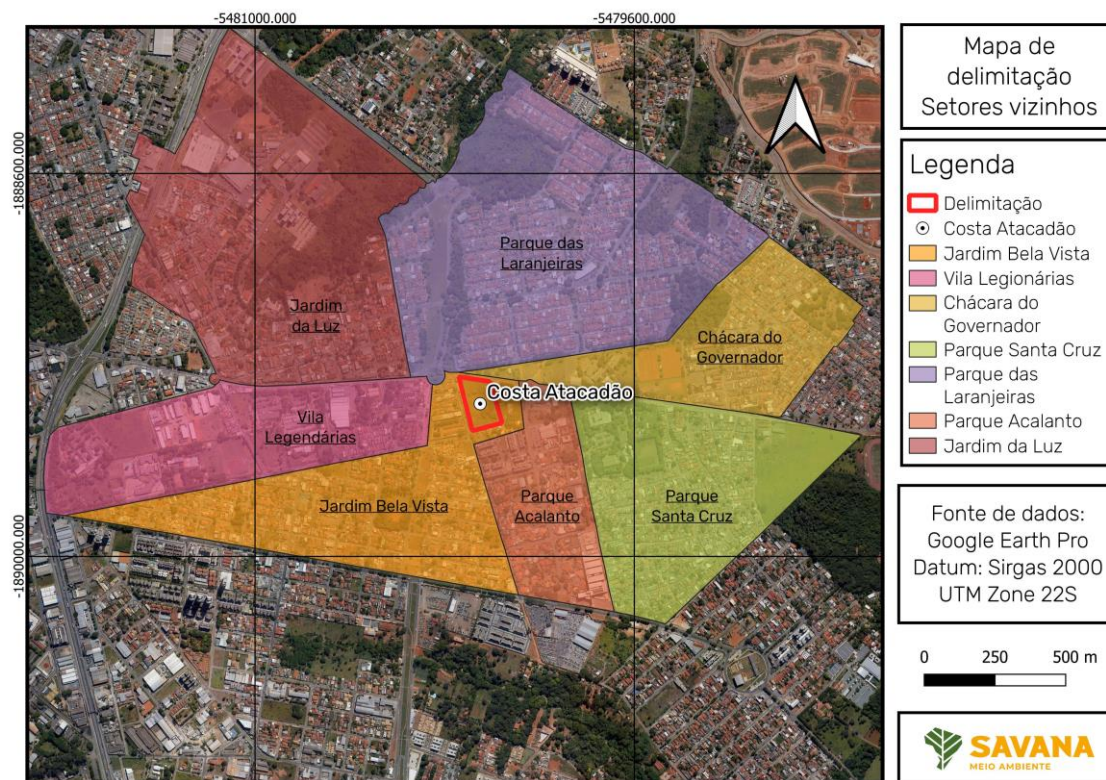 -5481000.000
-5479600.000
-1888600.000
-1890000.000
Parque das
Laranjeiras
Jardim
da Luz
Chácara do
Governador
Costa Atacadão
Vila
Legendárias
Jardim Bela Vista
Parque
Acalanto
Parque
Santa Cruz
Mapa de
delimitação
Setores vizinhos
Legenda
Delimitação
Costa Atacadão
Jardim Bela Vista
Vila Legionárias
Chácara do
Governador
Parque Santa Cruz
Parque das
Laranjeiras
Parque Acalanto
Jardim da Luz
Fonte de dados:
Google Earth Pro
Datum: Sirgas 2000
UTM Zone 22S
0 250 500 m
SAVANA
MEIO AMBIENTE